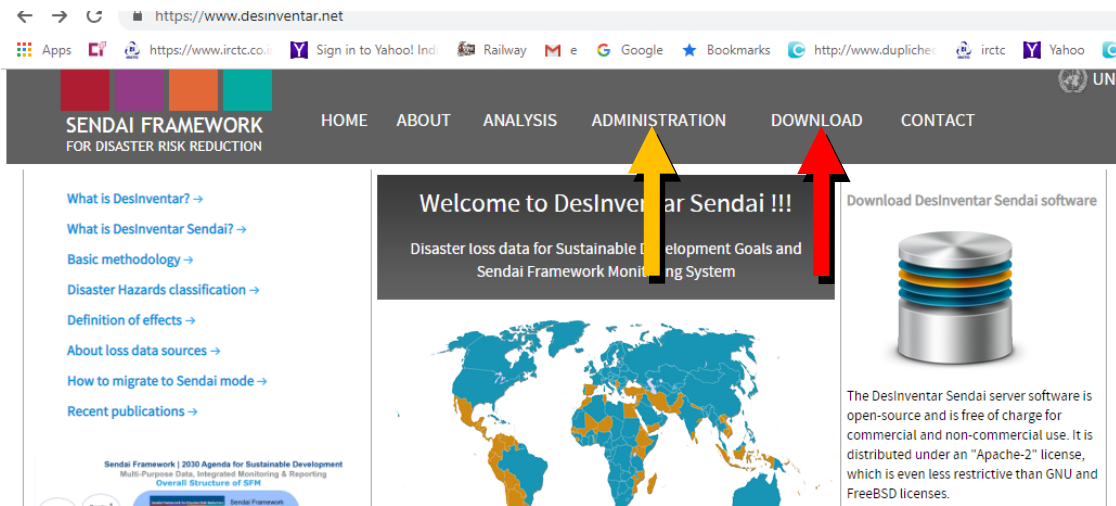 https://www.desinventar.net
Apps https://www.irctc.co.i Sign in to Yahoo! Ind Railway e Google Bookmarks http://www.duplichec irctc Yahoo
UN
SENDAI FRAMEWORK
FOR DISASTER RISK REDUCTION
HOME ABOUT ANALYSIS ADMINISTRATION DOWNLOAD CONTACT
What is DesInventar? →
What is DesInventar Sendai? →
Basic methodology →
Disaster Hazards classification →
Definition of effects →
About loss data sources →
How to migrate to Sendai mode →
Recent publications →
Sendai Framework | 2030 Agenda for Sustainable Development
Multi-Purpose Data, Integrated Monitoring & Reporting
Overall Structure of SFM
Sendai Framework
Welcome to DesInventar Sendai !!!
Disaster loss data for Sustainable Development Goals and
Sendai Framework Monitoring System
Download DesInventar Sendai software
The DesInventar Sendai server software is
open-source and is free of charge for
commercial and non-commercial use. It is
distributed under an "Apache-2" license,
which is even less restrictive than GNU and
FreeBSD licenses.